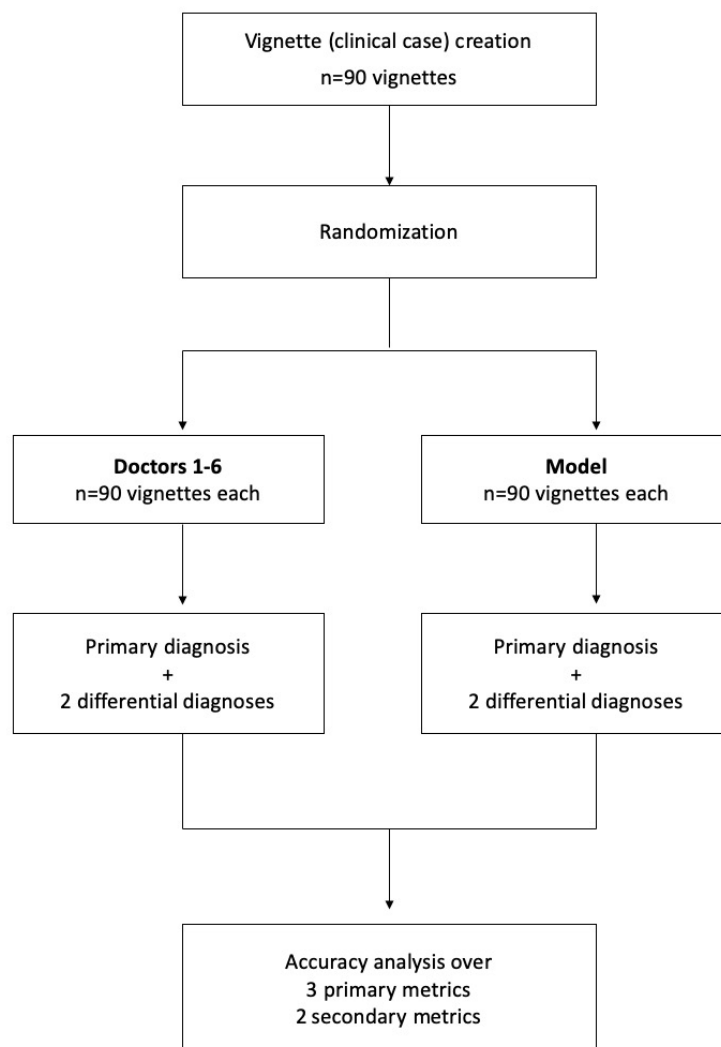 Vignette (clinical case) creation
n=90 vignettes
Randomization
Doctors 1-6
n=90 vignettes each
Model
n=90 vignettes each
Primary diagnosis
+
2 differential diagnoses
Primary diagnosis
+
2 differential diagnoses
Accuracy analysis over
3 primary metrics
2 secondary metrics